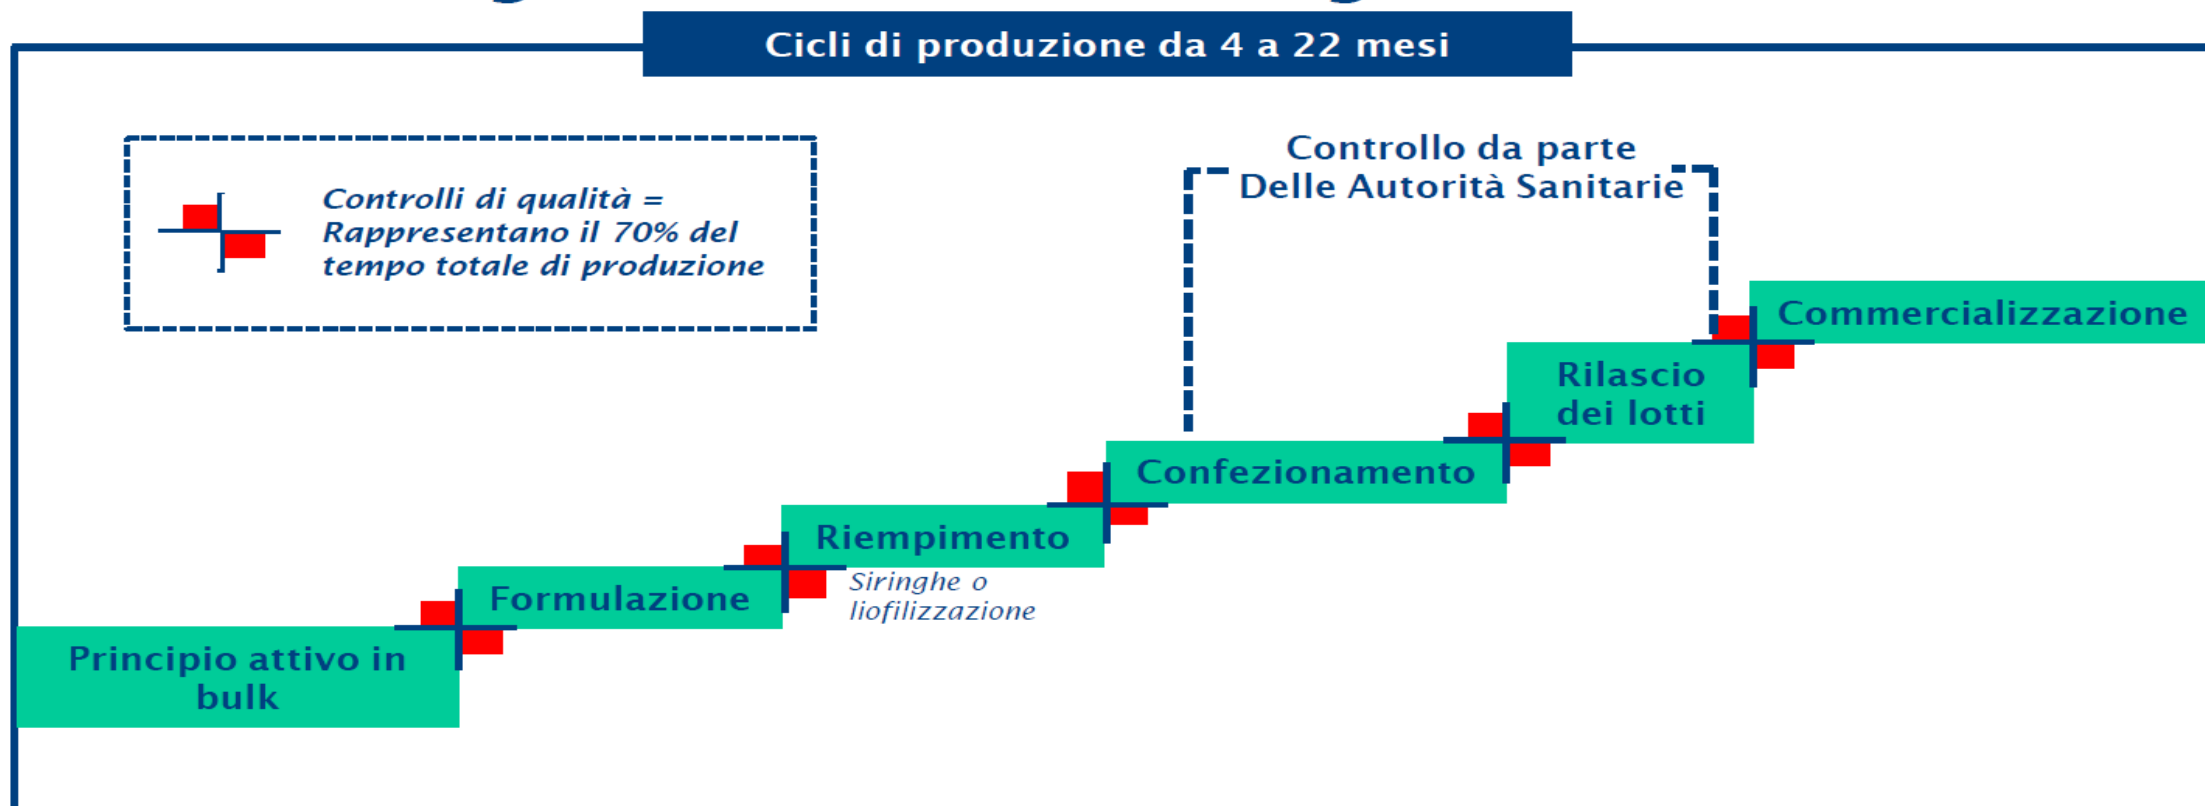 Cicli di produzione da 4 a 22 mesi
Controlli di qualità =
Rappresentano il 70% del
tempo totale di produzione
Controllo da parte
Delle Autorità Sanitarie
Commercializzazione
Rilascio
dei lotti
Confezionamento
Riempimento
Siringhe o
liofilizzazione
Formulazione
Principio attivo in
bulk